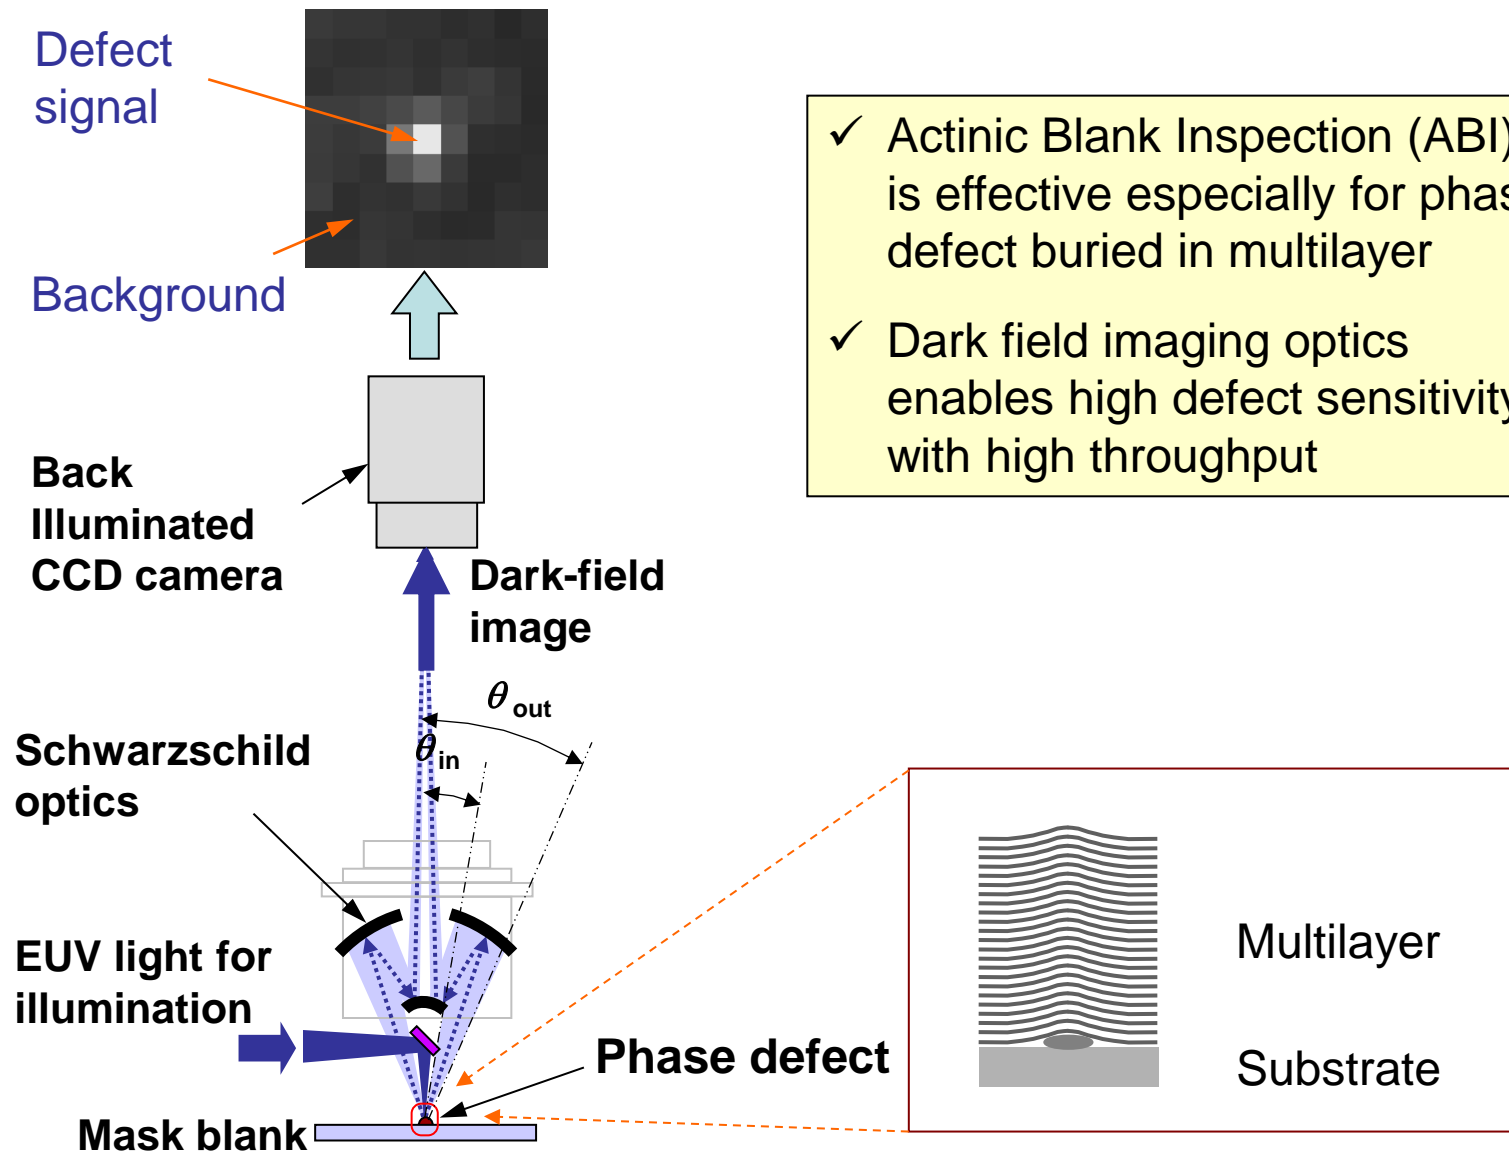 Defect
signal
Background
✓ Actinic Blank Inspection (ABI)
is effective especially for phas
defect buried in multilayer
✓ Dark field imaging optics
enables high defect sensitivity
with high throughput
Back
Illuminated
CCD camera
Dark-field
image
θ out
θ in
Schwarzschild
optics
EUV light for
illumination
Phase defect
Mask blank
Multilayer
Substrate